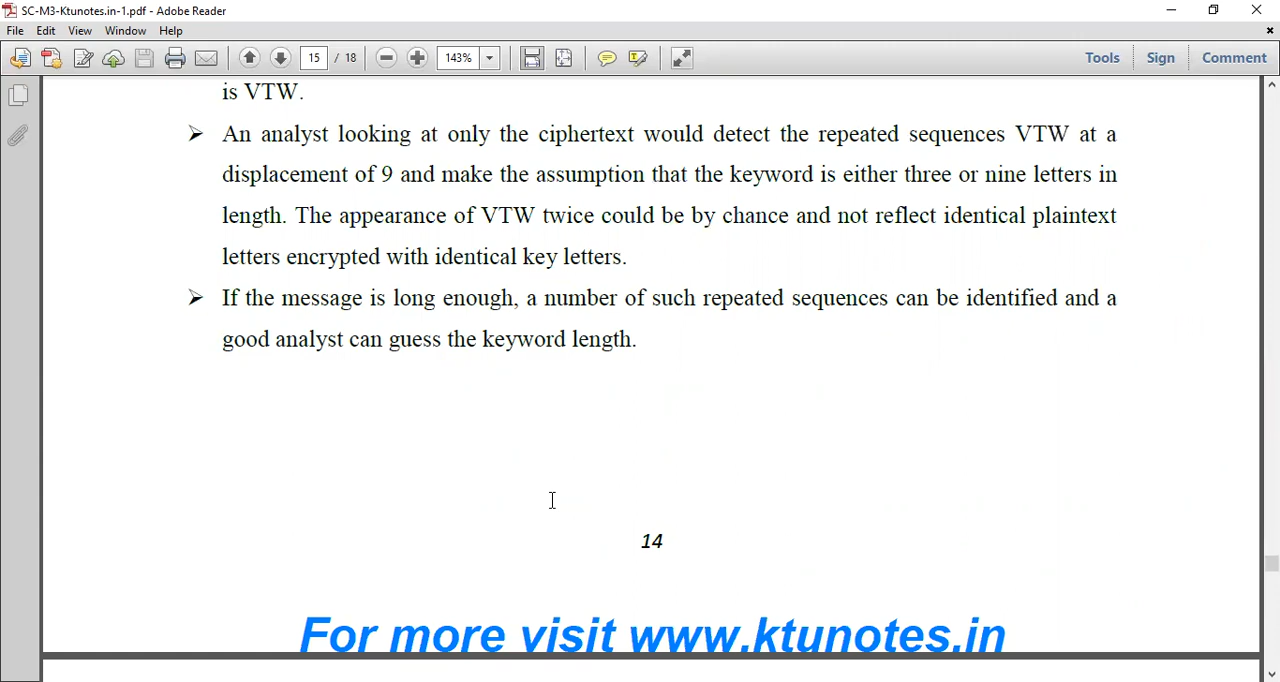 SC-M3-Ktunotes.in-1.pdf - Adobe Reader
File Edit View Window Help
15 / 18 143% Tools Sign Comment
is VTW.
➢ An analyst looking at only the ciphertext would detect the repeated sequences VTW at a
displacement of 9 and make the assumption that the keyword is either three or nine letters in
length. The appearance of VTW twice could be by chance and not reflect identical plaintext
letters encrypted with identical key letters.
➢ If the message is long enough, a number of such repeated sequences can be identified and a
good analyst can guess the keyword length.
14
For more visit www.ktunotes.in